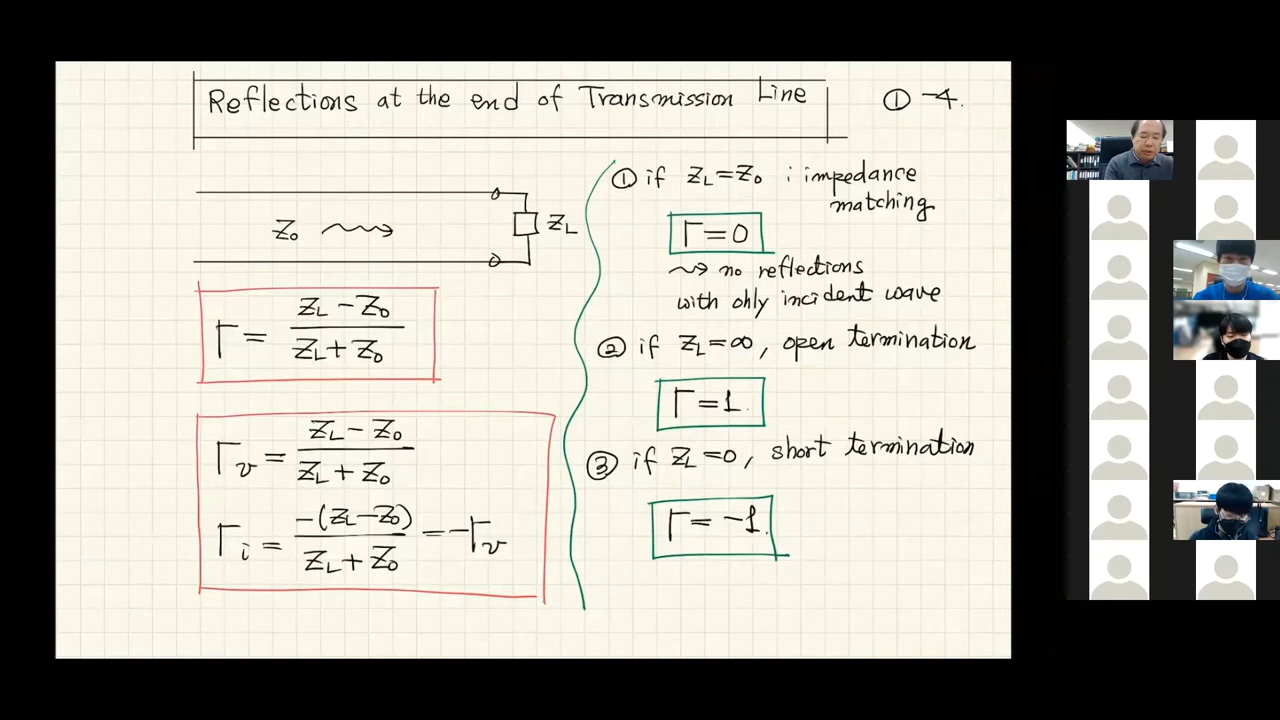 Reflections at the end of Transmission Line
① -4.
Z₀
Z_L
Γ = (Z_L - Z₀) / (Z_L + Z₀)
Γ_v = (Z_L - Z₀) / (Z_L + Z₀)
Γ_i = -(Z_L - Z₀) / (Z_L + Z₀) = -Γ_v
① if Z_L = Z₀ ; impedance
matching
Γ = 0
⇝ no reflections
with only incident wave
② if Z_L = ∞, open termination
Γ = 1.
③ if Z_L = 0, short termination
Γ = -1.